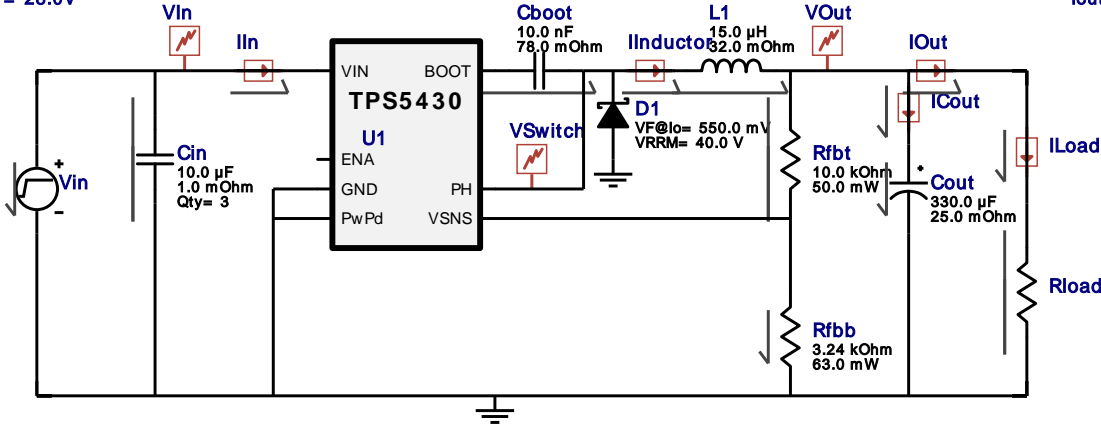 = 28.0V
VIn
IIn
Cboot
10.0 nF
78.0 mOhm
IInductor
L1
15.0 µH
32.0 mOhm
VOut
IOut
VIN
BOOT
TPS5430
U1
ENA
GND
PH
PwPd
VSNS
VSwitch
D1
VF@Io= 550.0 mV
VRRM= 40.0 V
ICout
ILoad
+
Vin
-
Cin
10.0 µF
1.0 mOhm
Qty= 3
Rfbt
10.0 kOhm
50.0 mW
Cout
330.0 µF
25.0 mOhm
Rload
Rfbb
3.24 kOhm
63.0 mW